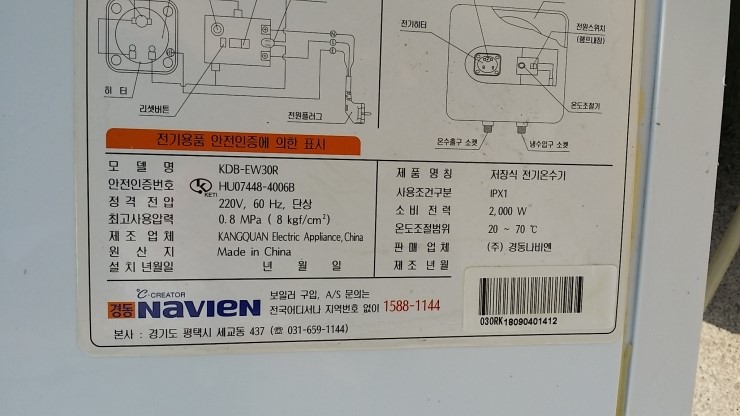 전기히터
전원스위치
(램프내장)
히 터
리셋버튼
전원플러그
온도조절기
온수출구 소켓
냉수입구 소켓
전기용품 안전인증에 의한 표시
모 델 명 KDB-EW30R
안전인증번호 KETI HU07448-4006B
정 격 전 압 220V, 60 Hz, 단상
최고사용압력 0.8 MPa ( 8 kgf/cm²)
제 조 업 체 KANGQUAN Electric Appliance,China
원 산 지 Made in China
설 치 년월일 년 월 일
제 품 명 칭 저장식 전기온수기
사용조건구분 IPX1
소 비 전 력 2,000 W
온도조절범위 20 ~ 70 ℃
판 매 업 체 (주) 경동나비엔
제 조 년 월
℃-CREATOR
경동 NAVIEN
보일러 구입, A/S 문의는
전국어디서나 지역번호 없이 1588-1144
본사 : 경기도 평택시 세교동 437 (☏ 031-659-1144)
030RK18090401412